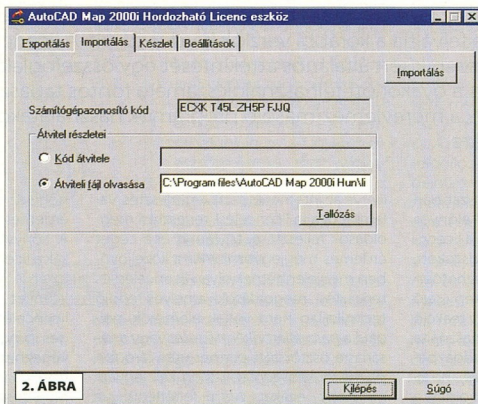 AutoCAD Map 2000i Hordozható Licenc eszköz
Exportálás Importálás Készlet Beállítások
Importálás
Számítógépazonosító kód ECXK T45L ZH5P FJJQ
Átvitel részletei
Kód átvitele
Átviteli fájl olvasása C:\Program files\AutoCAD Map 2000i Hun\li
Tallózás
2. ÁBRA
Kilépés Súgó